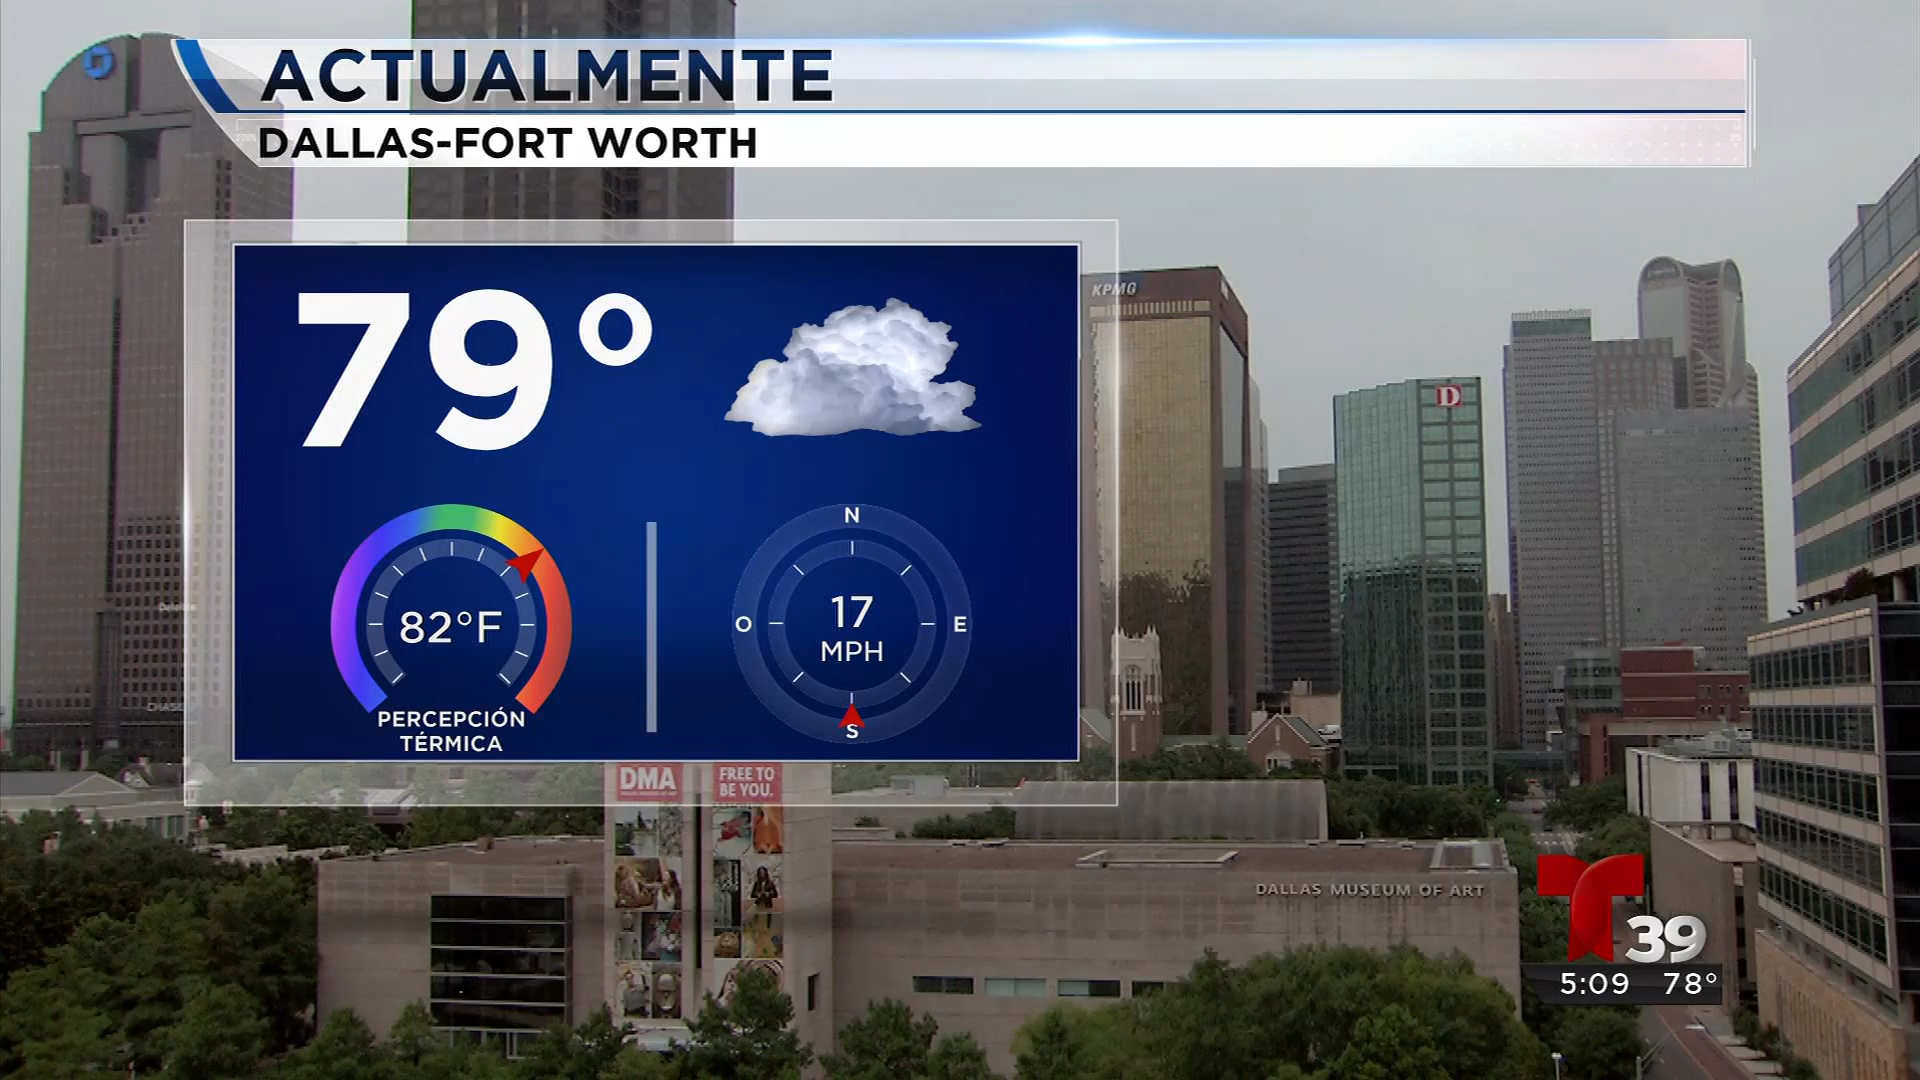 ACTUALMENTE
DALLAS-FORT WORTH
79°
82°F
PERCEPCIÓN
TÉRMICA
N
O
E
S
17
MPH
KPMG
D
CHASE
DMA
FREE TO
BE YOU.
DALLAS MUSEUM OF ART
T
39
5:09 78°